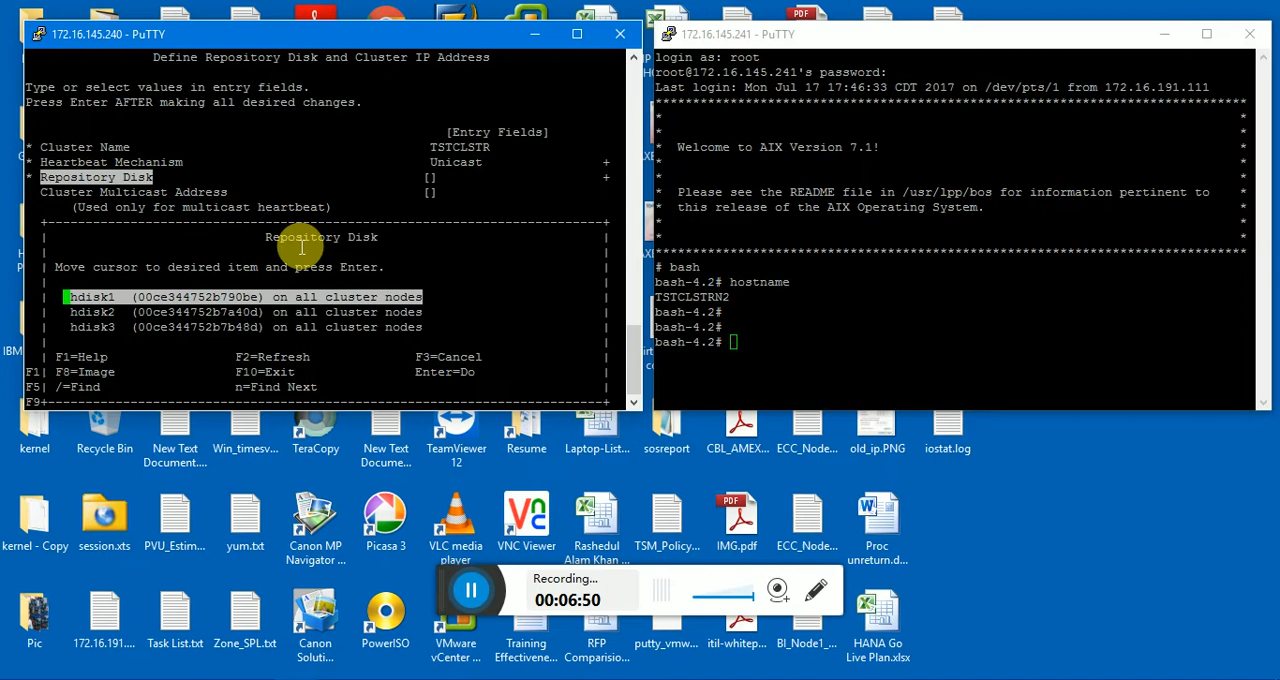 172.16.145.240 - PuTTY
Define Repository Disk and Cluster IP Address
Type or select values in entry fields.
Press Enter AFTER making all desired changes.
[Entry Fields]
* Cluster Name TSTCLSTR
* Heartbeat Mechanism Unicast +
* Repository Disk [] +
Cluster Multicast Address []
(Used only for multicast heartbeat)
Repository Disk
Move cursor to desired item and press Enter.
hdisk1 (00ce344752b790be) on all cluster nodes
hdisk2 (00ce344752b7a40d) on all cluster nodes
hdisk3 (00ce344752b7b48d) on all cluster nodes
F1=Help F2=Refresh F3=Cancel
F1 F8=Image F10=Exit Enter=Do
F5 /=Find n=Find Next
F9
172.16.145.241 - PuTTY
login as: root
root@172.16.145.241's password:
Last login: Mon Jul 17 17:46:33 CDT 2017 on /dev/pts/1 from 172.16.191.111
*******************************************************************************
* *
* *
* Welcome to AIX Version 7.1! *
* *
* *
* Please see the README file in /usr/lpp/bos for information pertinent to *
* this release of the AIX Operating System. *
* *
* *
*******************************************************************************
# bash
bash-4.2# hostname
TSTCLSTRN2
bash-4.2#
bash-4.2#
bash-4.2#
PDF
PDF
kernel
Recycle Bin
New Text
Document....
Win_timesv...
TeraCopy
New Text
Docume...
TeamViewer
12
Resume
Laptop-List...
sosreport
CBL_AMEX...
ECC_Node...
old_ip.PNG
iostat.log
kernel - Copy
session.xts
PVU_Estim...
yum.txt
Canon MP
Navigator ...
Picasa 3
VLC media
player
VNC Viewer
Rashedul
Alam Khan ...
TSM_Policy...
PDF
IMG.pdf
ECC_Node...
Proc
unreturn.d...
Recording...
00:06:50
Pic
172.16.191....
Task List.txt
Zone_SPL.txt
Canon
Soluti...
PowerISO
VMware
vCenter ...
Training
Effectivene...
RFP
Comparision...
putty_vmw...
itil-whitep...
BI_Node1_...
HANA Go
Live Plan.xlsx